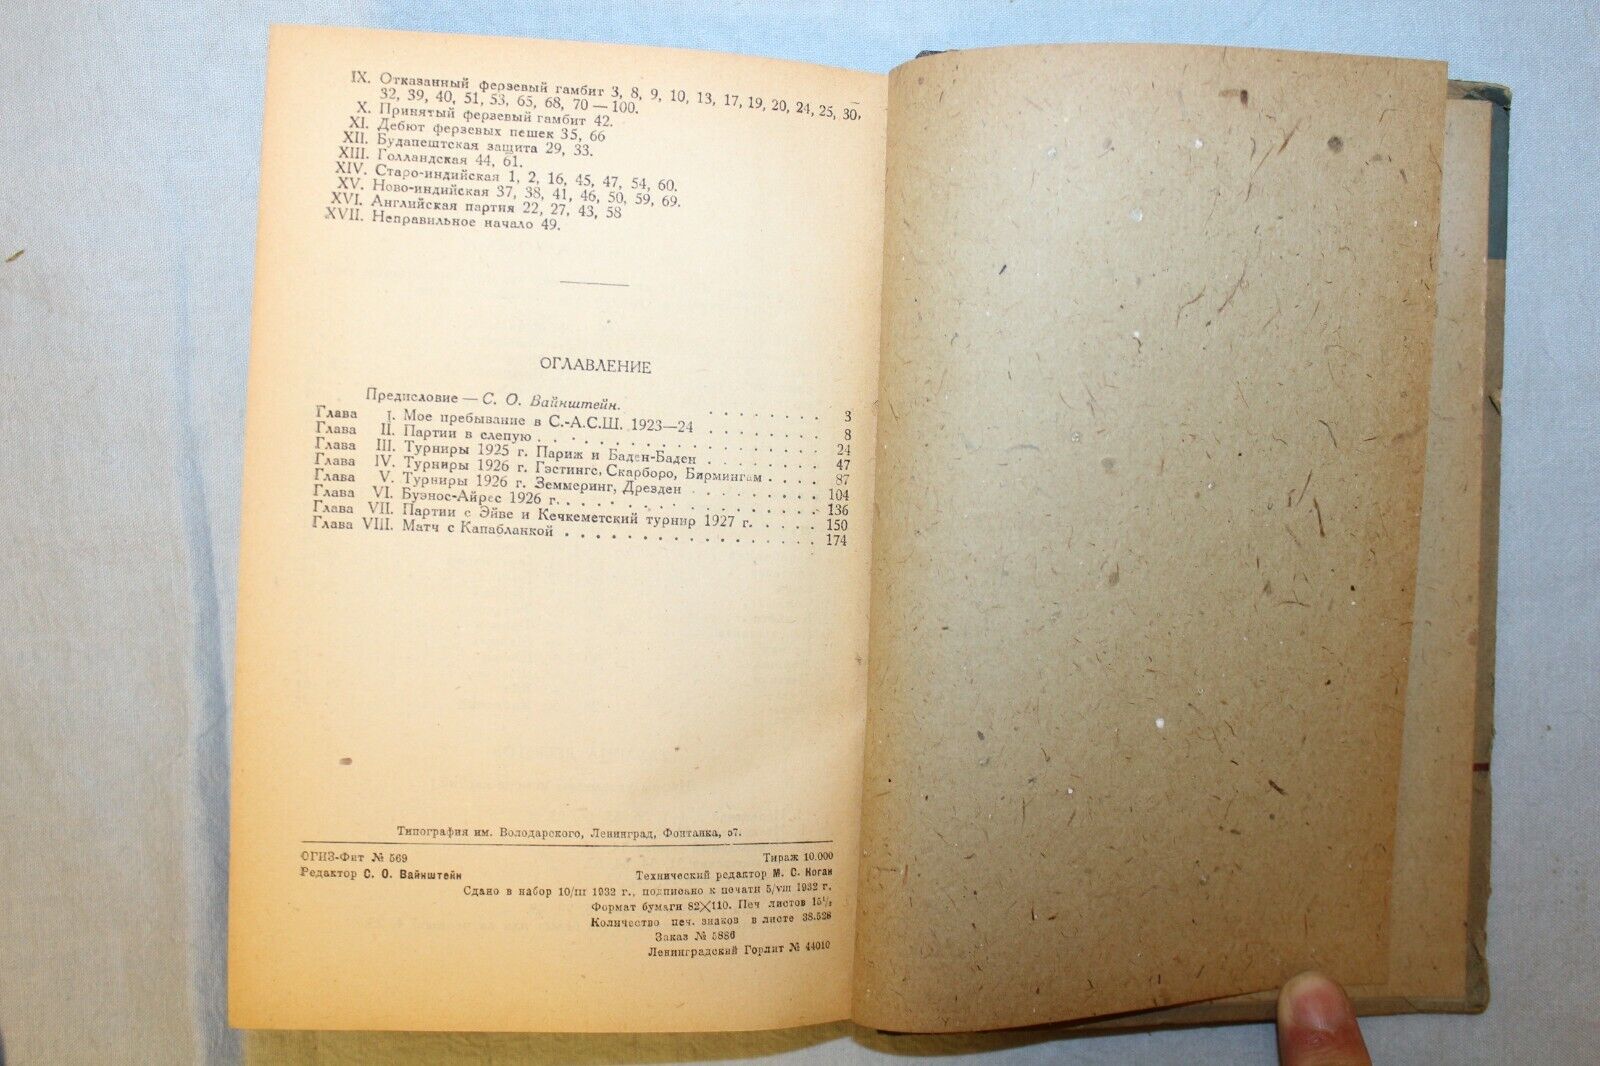 IX. Отказанный ферзевый гамбит 3, 8, 9, 10, 13, 17, 19, 20, 24, 25, 30,
32, 39, 40, 51, 53, 65, 68, 70—100.
X. Принятый ферзевый гамбит 42.
XI. Дебют ферзевых пешек 35, 66
XII. Будапештская защита 29, 33.
XIII. Голландская 44, 61.
XIV. Старо-индийская 1, 2, 16, 45, 47, 54, 60.
XV. Ново-индийская 37, 38, 41, 46, 50, 59, 69.
XVI. Английская партия 22, 27, 43, 58
XVII. Неправильное начало 49.
ОГЛАВЛЕНИЕ
Предисловие — С. О. Вайнштейн. . . . . . . . . 3
Глава I. Мое пребывание в С.-А.С.Ш. 1923—24 . . . . . . . 8
Глава II. Партии в слепую . . . . . . . . . . . . . . . 24
Глава III. Турниры 1925 г. Париж и Баден-Баден . . . . . . . 47
Глава IV. Турниры 1926 г. Гэстингс, Скарборо, Бирмингам . . . . 87
Глава V. Турниры 1926 г. Земмеринг, Дрезден . . . . . . . . 104
Глава VI. Буэнос-Айрес 1926 г. . . . . . . . . . . . . . 136
Глава VII. Партии с Эйве и Кечкеметский турнир 1927 г. . . . . 150
Глава VIII. Матч с Капабланкой . . . . . . . . . . . . . . . . 174
Типография им. Володарского, Ленинград, Фонтанка, 57.
ОГИЗ-Фит № 569 Тираж 10.000
Редактор С. О. Вайнштейн Технический редактор М. С. Коган
Сдано в набор 10/III 1932 г., подписано к печати 5/VIII 1932 г.
Формат бумаги 82×110. Печ листов
Количество печ. знаков в листе 38.528
Заказ № 5886
Ленинградский Горлит № 44010